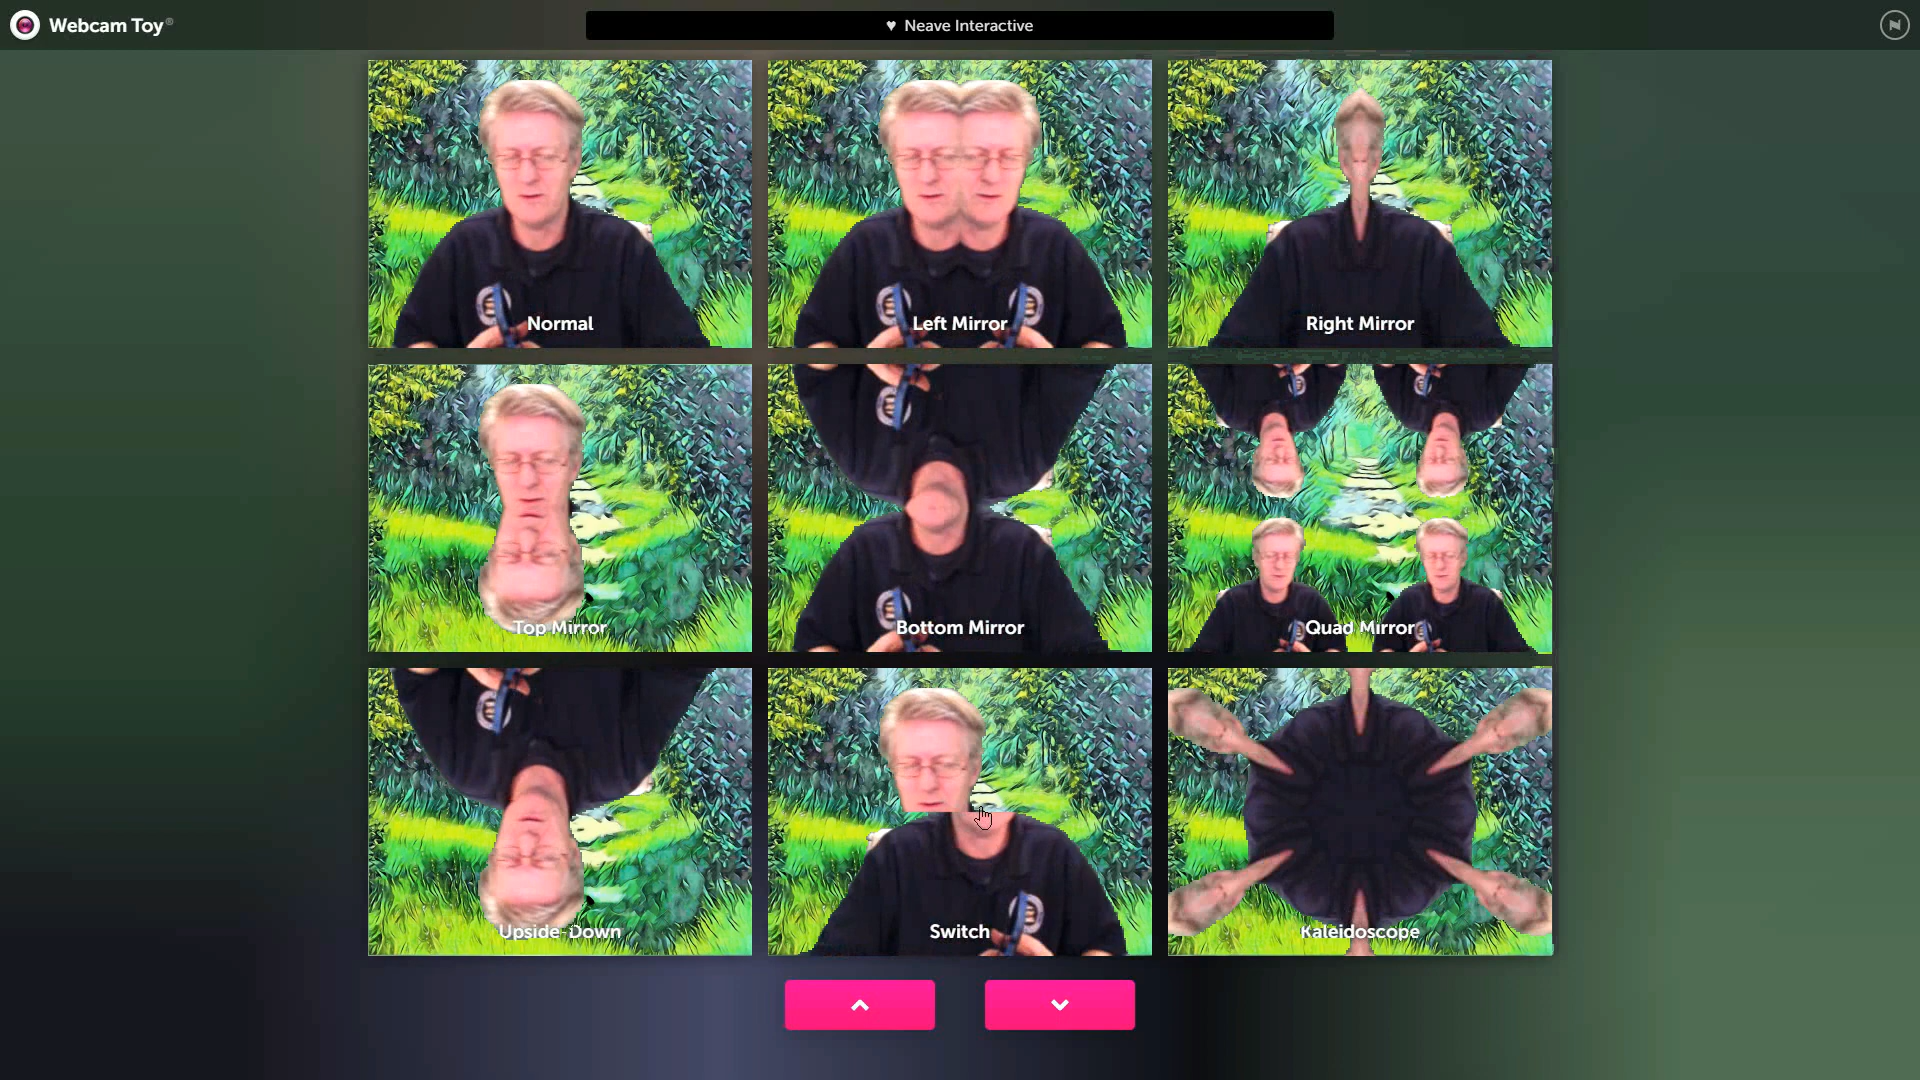 Webcam Toy®
♥ Neave Interactive
Normal
Left Mirror
Right Mirror
Top Mirror
Bottom Mirror
Quad Mirror
Upside-Down
Switch
Kaleidoscope